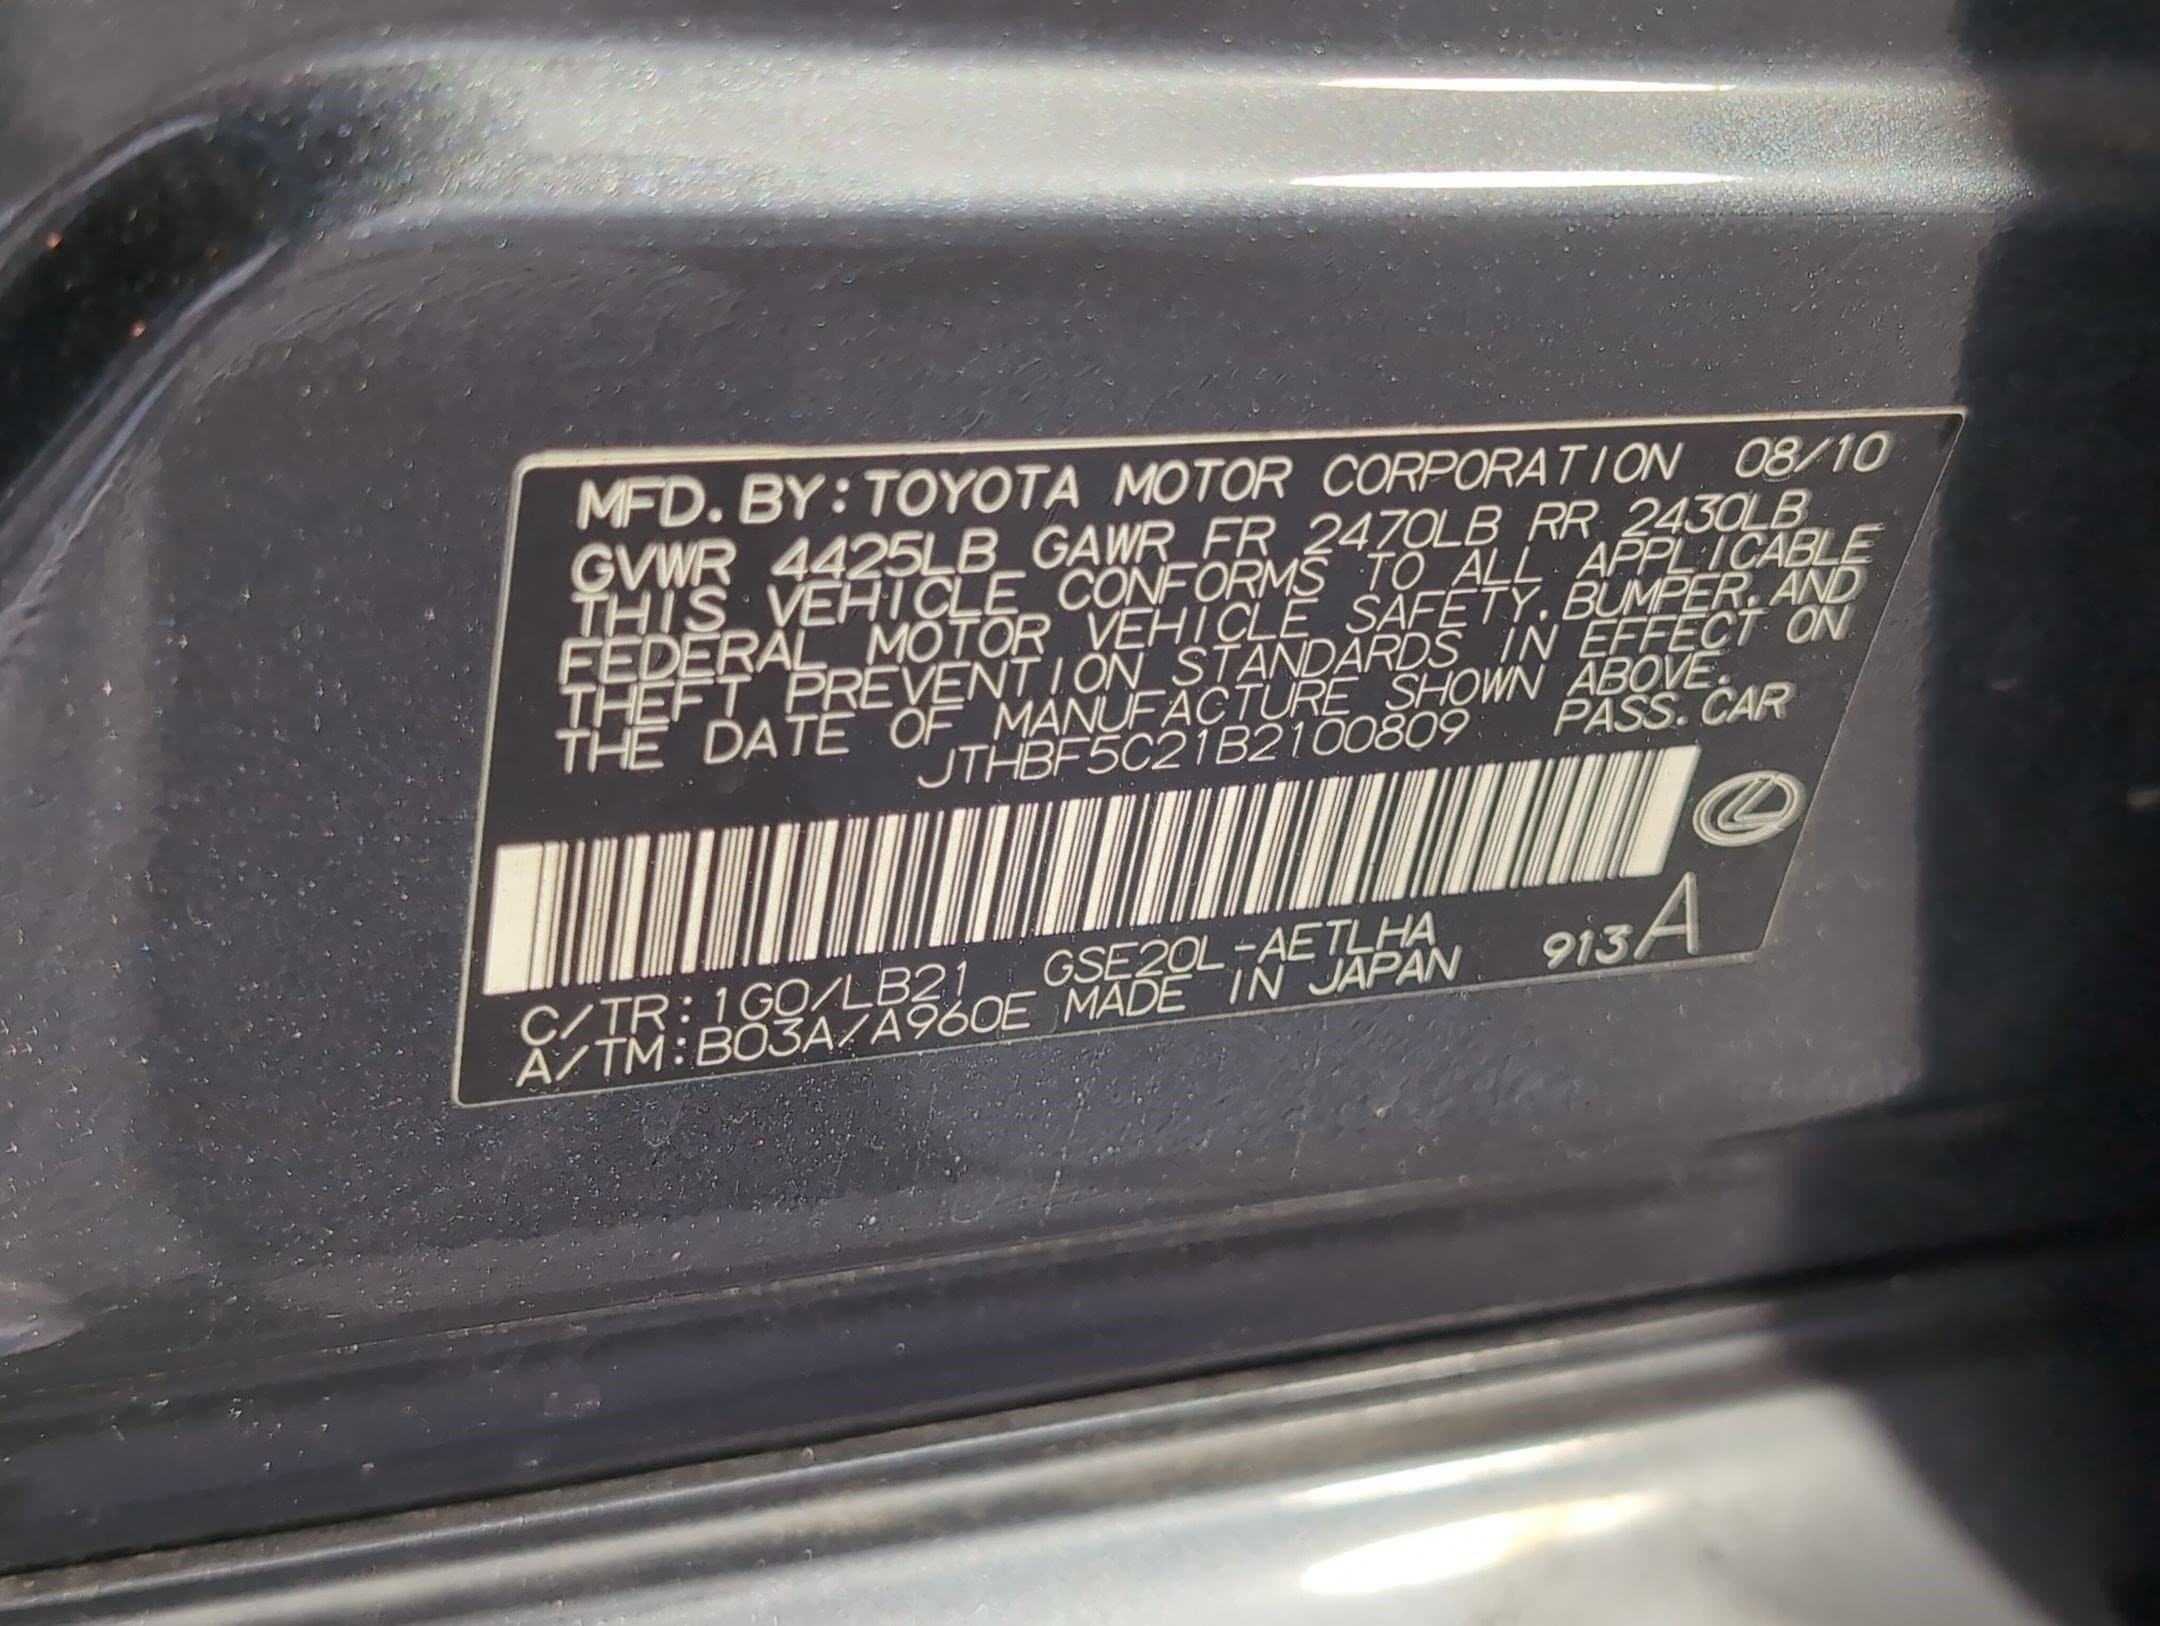 MFD. BY: TOYOTA MOTOR CORPORATION 08/10
GVWR 4425LB GAWR FR 2470LB RR 2430LB
THIS VEHICLE CONFORMS TO ALL APPLICABLE
FEDERAL MOTOR VEHICLE SAFETY, BUMPER, AND
THEFT PREVENTION STANDARDS IN EFFECT ON
THE DATE OF MANUFACTURE SHOWN ABOVE.
JTHBF5C21B2100809 PASS. CAR
C/TR: 1G0/LB21 GSE20L-AETLHA
A/TM: B03A/A960E MADE IN JAPAN 913A